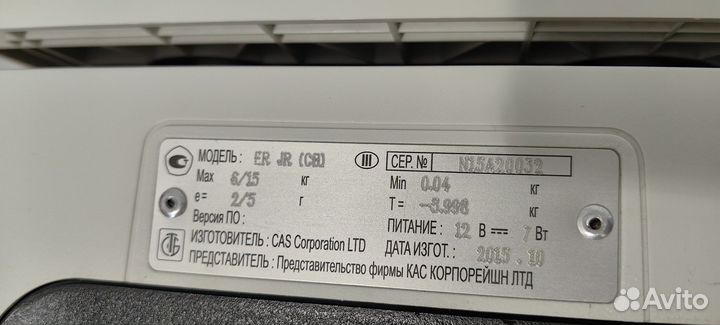 МОДЕЛЬ: ER JR (CB) III СЕР. № N15A20032
Max 6/15 кг Min 0.04 кг
e = 2/5 г T = -5.998 кг
Версия ПО : ПИТАНИЕ : 12 В 7 Вт
ИЗГОТОВИТЕЛЬ : CAS Corporation LTD ДАТА ИЗГОТ. : 2015 . 10
ПРЕДСТАВИТЕЛЬ : Представительство фирмы КАС КОРПОРЕЙШН ЛТД
Avito